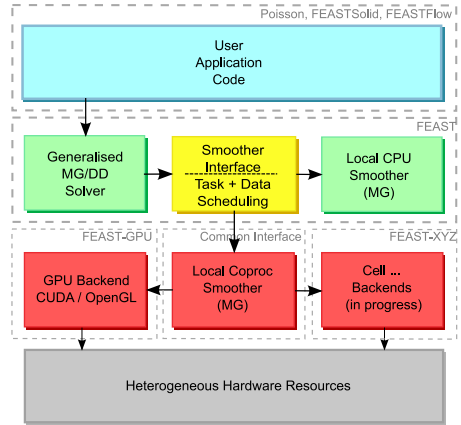 Poisson, FEASTSolid, FEASTFlow
User
Application
Code
FEAST
Generalised
MG/DD
Solver
Smoother
Interface
Task + Data
Scheduling
Local CPU
Smoother
(MG)
FEAST-GPU
Common Interface
FEAST-XYZ
GPU Backend
CUDA / OpenGL
Local Coproc
Smoother
(MG)
Cell ...
Backends
(in progress)
Heterogeneous Hardware Resources